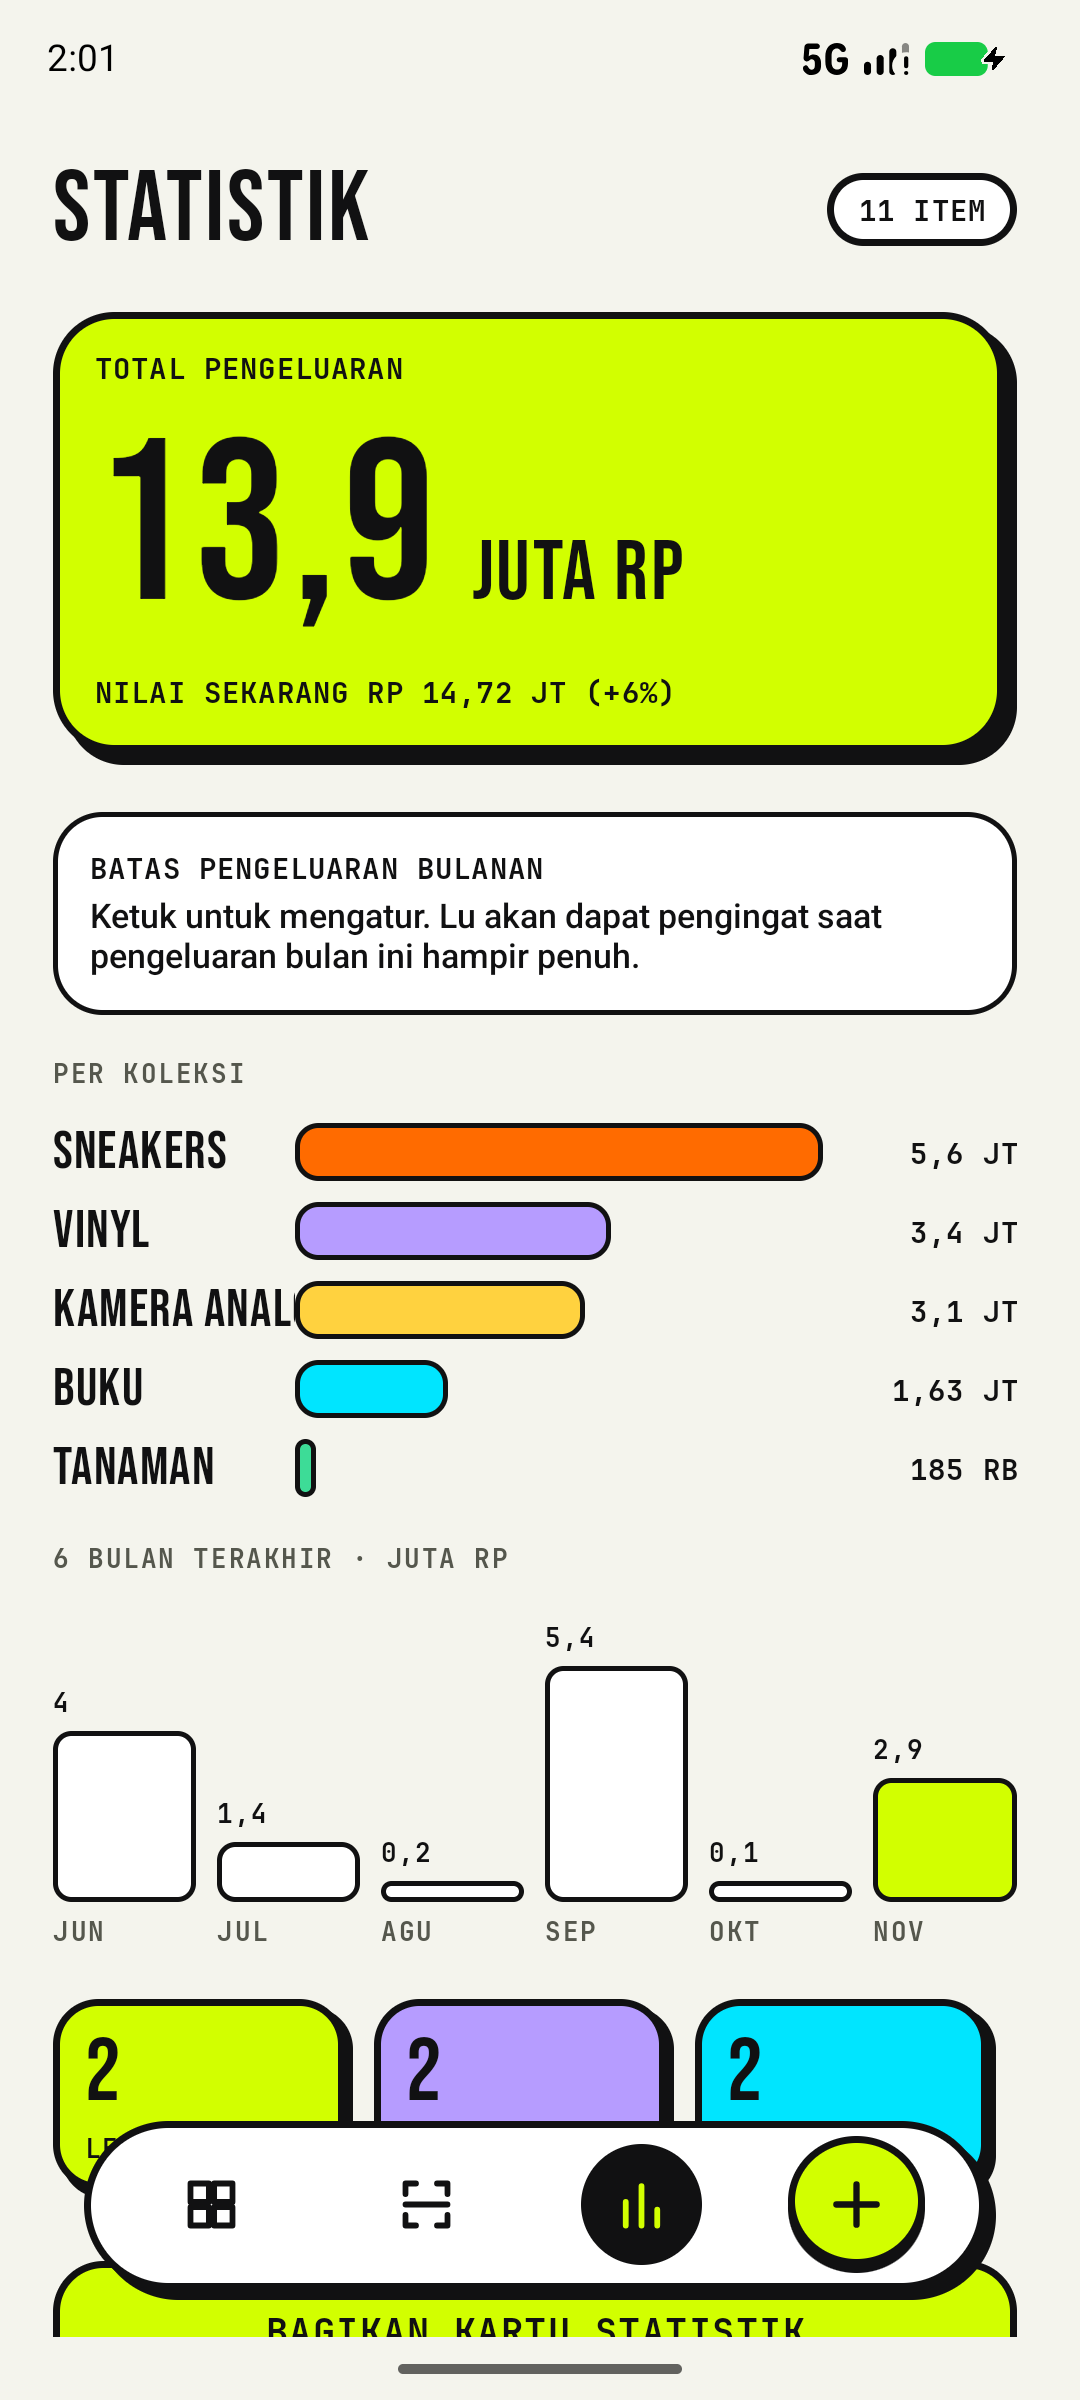 2:01
5G
STATISTIK
11 ITEM
TOTAL PENGELUARAN
13,9 JUTA RP
NILAI SEKARANG RP 14,72 JT (+6%)
BATAS PENGELUARAN BULANAN
Ketuk untuk mengatur. Lu akan dapat pengingat saat
pengeluaran bulan ini hampir penuh.
PER KOLEKSI
SNEAKERS 5,6 JT
VINYL 3,4 JT
KAMERA ANAL 3,1 JT
BUKU 1,63 JT
TANAMAN 185 RB
6 BULAN TERAKHIR · JUTA RP
4 1,4 0,2 5,4 0,1 2,9
JUN JUL AGU SEP OKT NOV
2 2 2
BAGIKAN KARTU STATISTIK